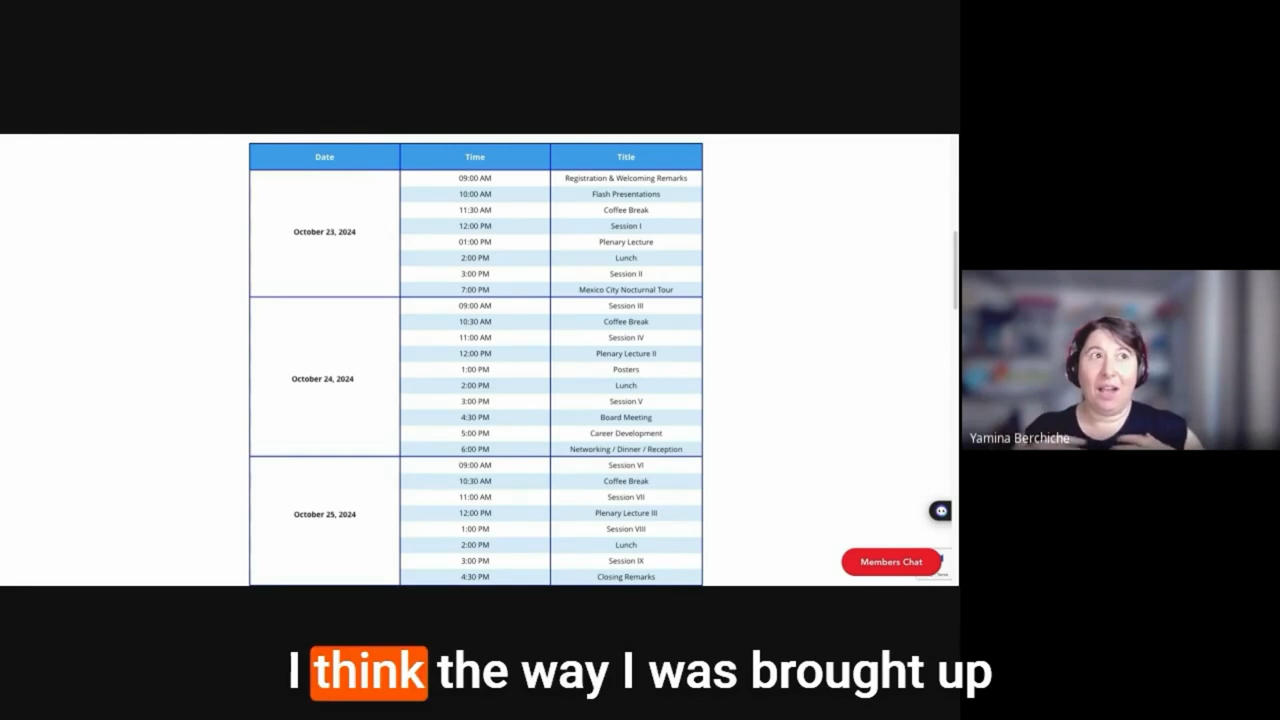 Date Time Title
October 23, 2024
09:00 AM Registration & Welcoming Remarks
10:00 AM Flash Presentations
11:30 AM Coffee Break
12:00 PM Session I
01:00 PM Plenary Lecture
2:00 PM Lunch
3:00 PM Session II
7:00 PM Mexico City Nocturnal Tour
October 24, 2024
09:00 AM Session III
10:30 AM Coffee Break
11:00 AM Session IV
12:00 PM Plenary Lecture II
1:00 PM Posters
2:00 PM Lunch
3:00 PM Session V
4:30 PM Board Meeting
5:00 PM Career Development
6:00 PM Networking / Dinner / Reception
October 25, 2024
09:00 AM Session VI
10:30 AM Coffee Break
11:00 AM Session VII
12:00 PM Plenary Lecture III
1:00 PM Session VIII
2:00 PM Lunch
3:00 PM Session IX
4:30 PM Closing Remarks
Members Chat
Yamina Berchiche
I think the way I was brought up